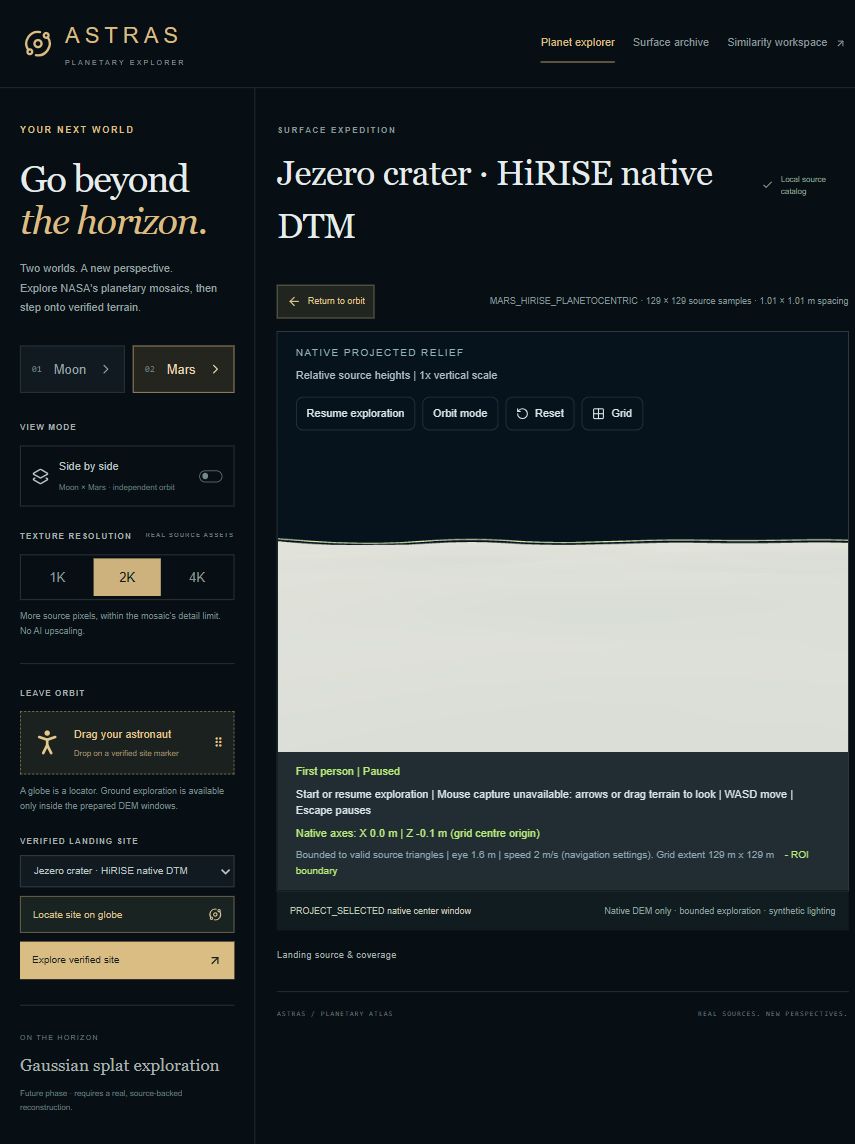 ASTRAS
PLANETARY EXPLORER
Planet explorer
Surface archive
Similarity workspace
YOUR NEXT WORLD
Go beyond
the horizon.
Two worlds. A new perspective.
Explore NASA's planetary mosaics, then
step onto verified terrain.
01 Moon
02 Mars
VIEW MODE
Side by side
Moon × Mars · independent orbit
TEXTURE RESOLUTION
REAL SOURCE ASSETS
1K
2K
4K
More source pixels, within the mosaic's detail limit.
No AI upscaling.
LEAVE ORBIT
Drag your astronaut
Drop on a verified site marker
A globe is a locator. Ground exploration is available
only inside the prepared DEM windows.
VERIFIED LANDING SITE
Jezero crater · HiRISE native DTM
Locate site on globe
Explore verified site
ON THE HORIZON
Gaussian splat exploration
Future phase · requires a real, source-backed
reconstruction.
SURFACE EXPEDITION
Jezero crater · HiRISE native
DTM
Local source
catalog
Return to orbit
MARS_HIRISE_PLANETOCENTRIC · 129 × 129 source samples · 1.01 × 1.01 m spacing
NATIVE PROJECTED RELIEF
Relative source heights | 1x vertical scale
Resume exploration
Orbit mode
Reset
Grid
First person | Paused
Start or resume exploration | Mouse capture unavailable: arrows or drag terrain to look | WASD move |
Escape pauses
Native axes: X 0.0 m | Z -0.1 m (grid centre origin)
Bounded to valid source triangles | eye 1.6 m | speed 2 m/s (navigation settings). Grid extent 129 m x 129 m - ROI
boundary
PROJECT_SELECTED native center window
Native DEM only · bounded exploration · synthetic lighting
Landing source & coverage
ASTRAS / PLANETARY ATLAS
REAL SOURCES. NEW PERSPECTIVES.